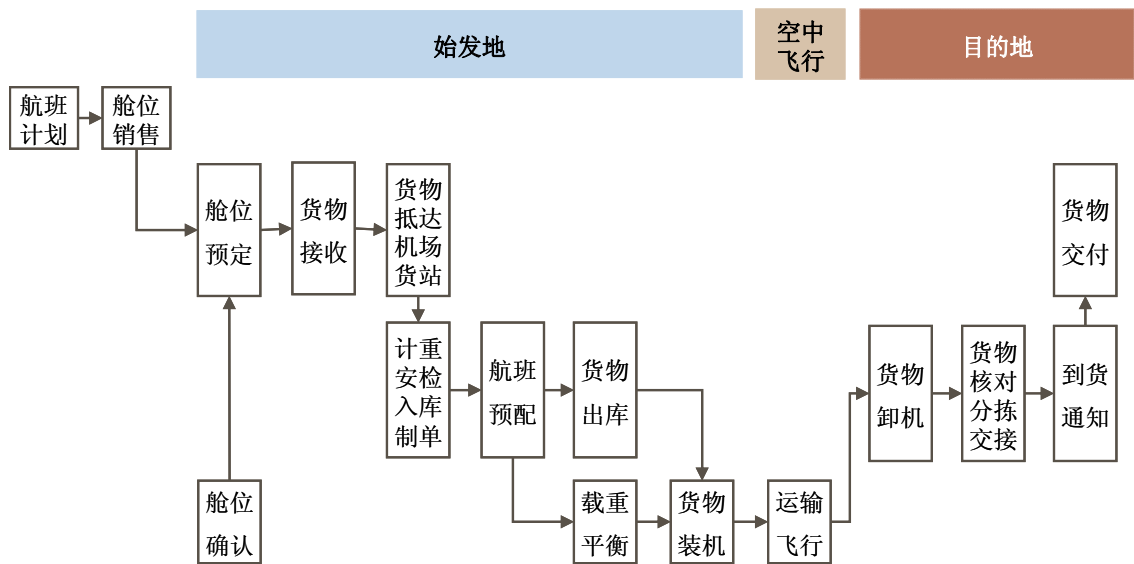 始发地
空中
飞行
目的地
航班
计划
舱位
销售
舱位
预定
货物
接收
货物
抵达
机场
货站
货物
交付
计重
安检
入库
制单
航班
预配
货物
出库
货物
卸机
货物
核对
分拣
交接
到货
通知
舱位
确认
载重
平衡
货物
装机
运输
飞行